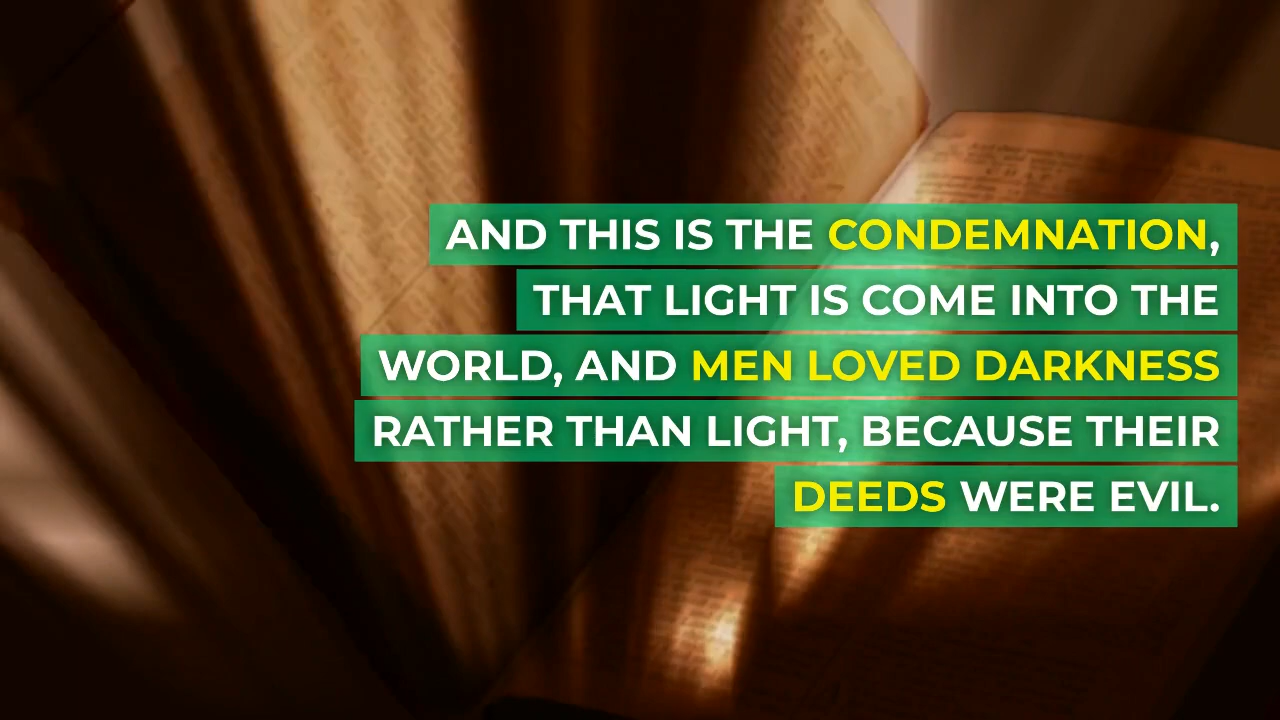 AND THIS IS THE CONDEMNATION,
THAT LIGHT IS COME INTO THE
WORLD, AND MEN LOVED DARKNESS
RATHER THAN LIGHT, BECAUSE THEIR
DEEDS WERE EVIL.